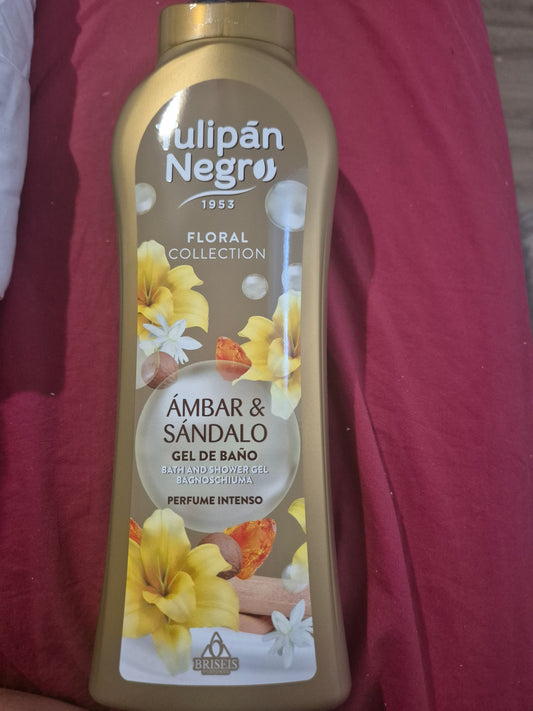 Tulipán
Negro
1953
FLORAL
COLLECTION
ÁMBAR &
SÁNDALO
GEL DE BAÑO
BATH AND SHOWER GEL
BAGNOSCHIUMA
PERFUME INTENSO
BRISEIS